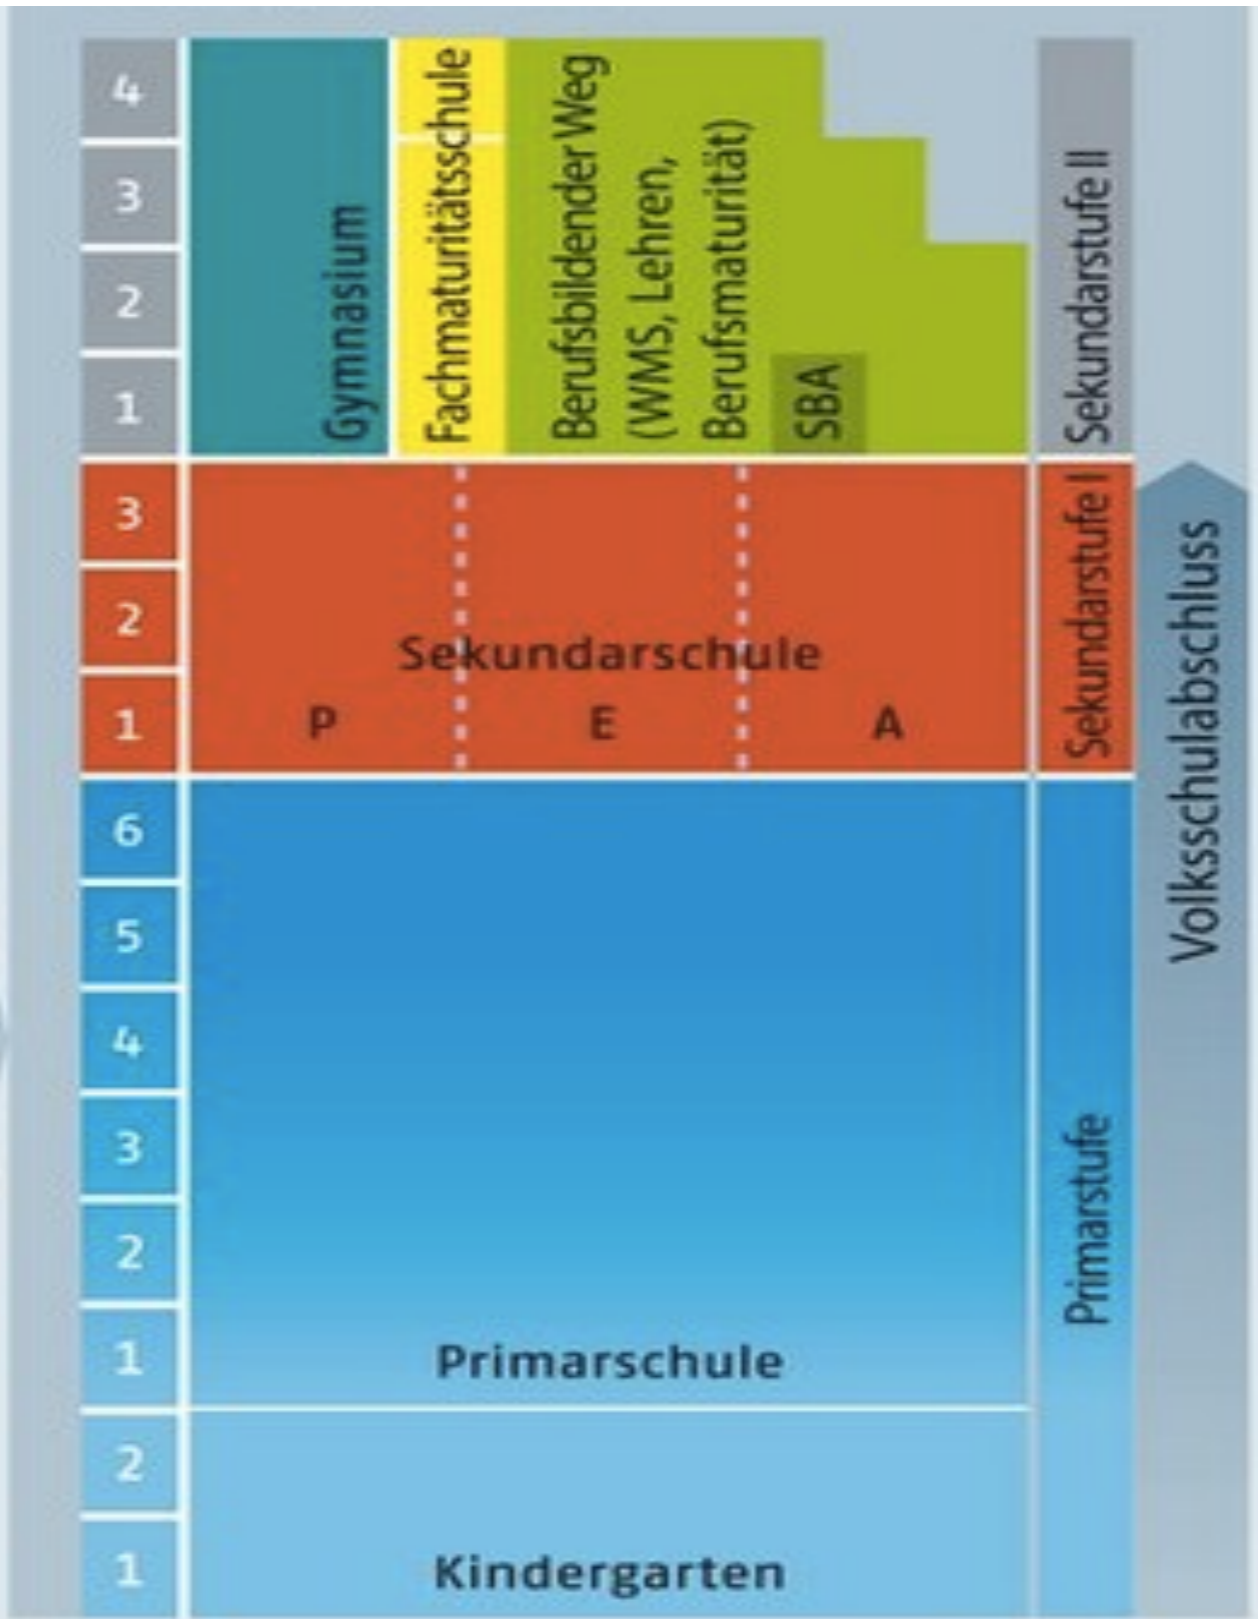 4
3
2
1
Gymnasium
Fachmaturitätsschule
Berufsbildender Weg
(WMS, Lehren,
Berufsmaturität)
SBA
Sekundarstufe II
3
2
1
Sekundarschule
P E A
Sekundarstufe I
Volksschulabschluss
6
5
4
3
2
1
Primarschule
Primarstufe
2
1
Kindergarten